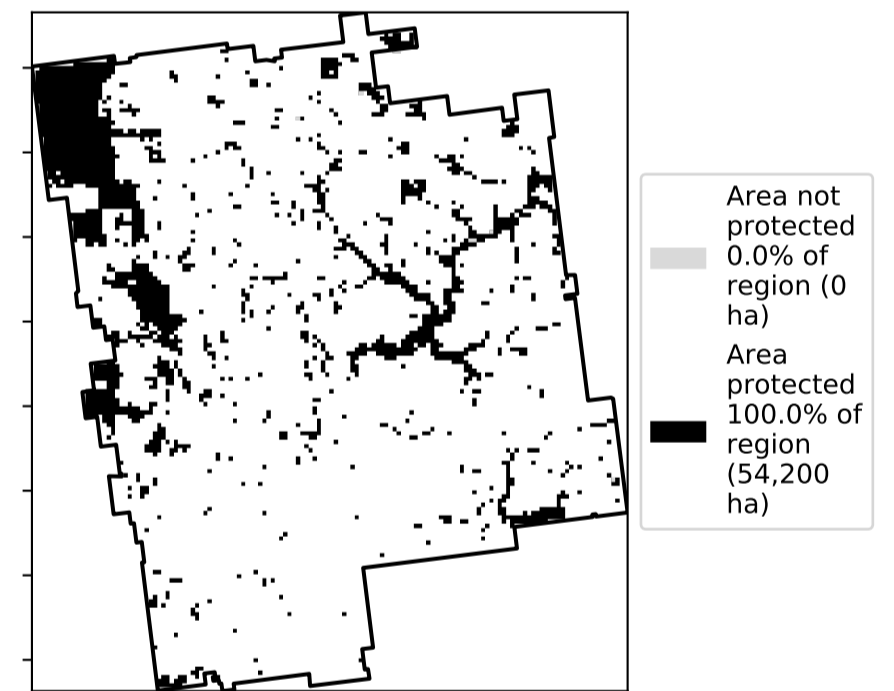 Area not
protected
0.0% of
region (0
ha)
Area
protected
100.0% of
region
(54,200
ha)